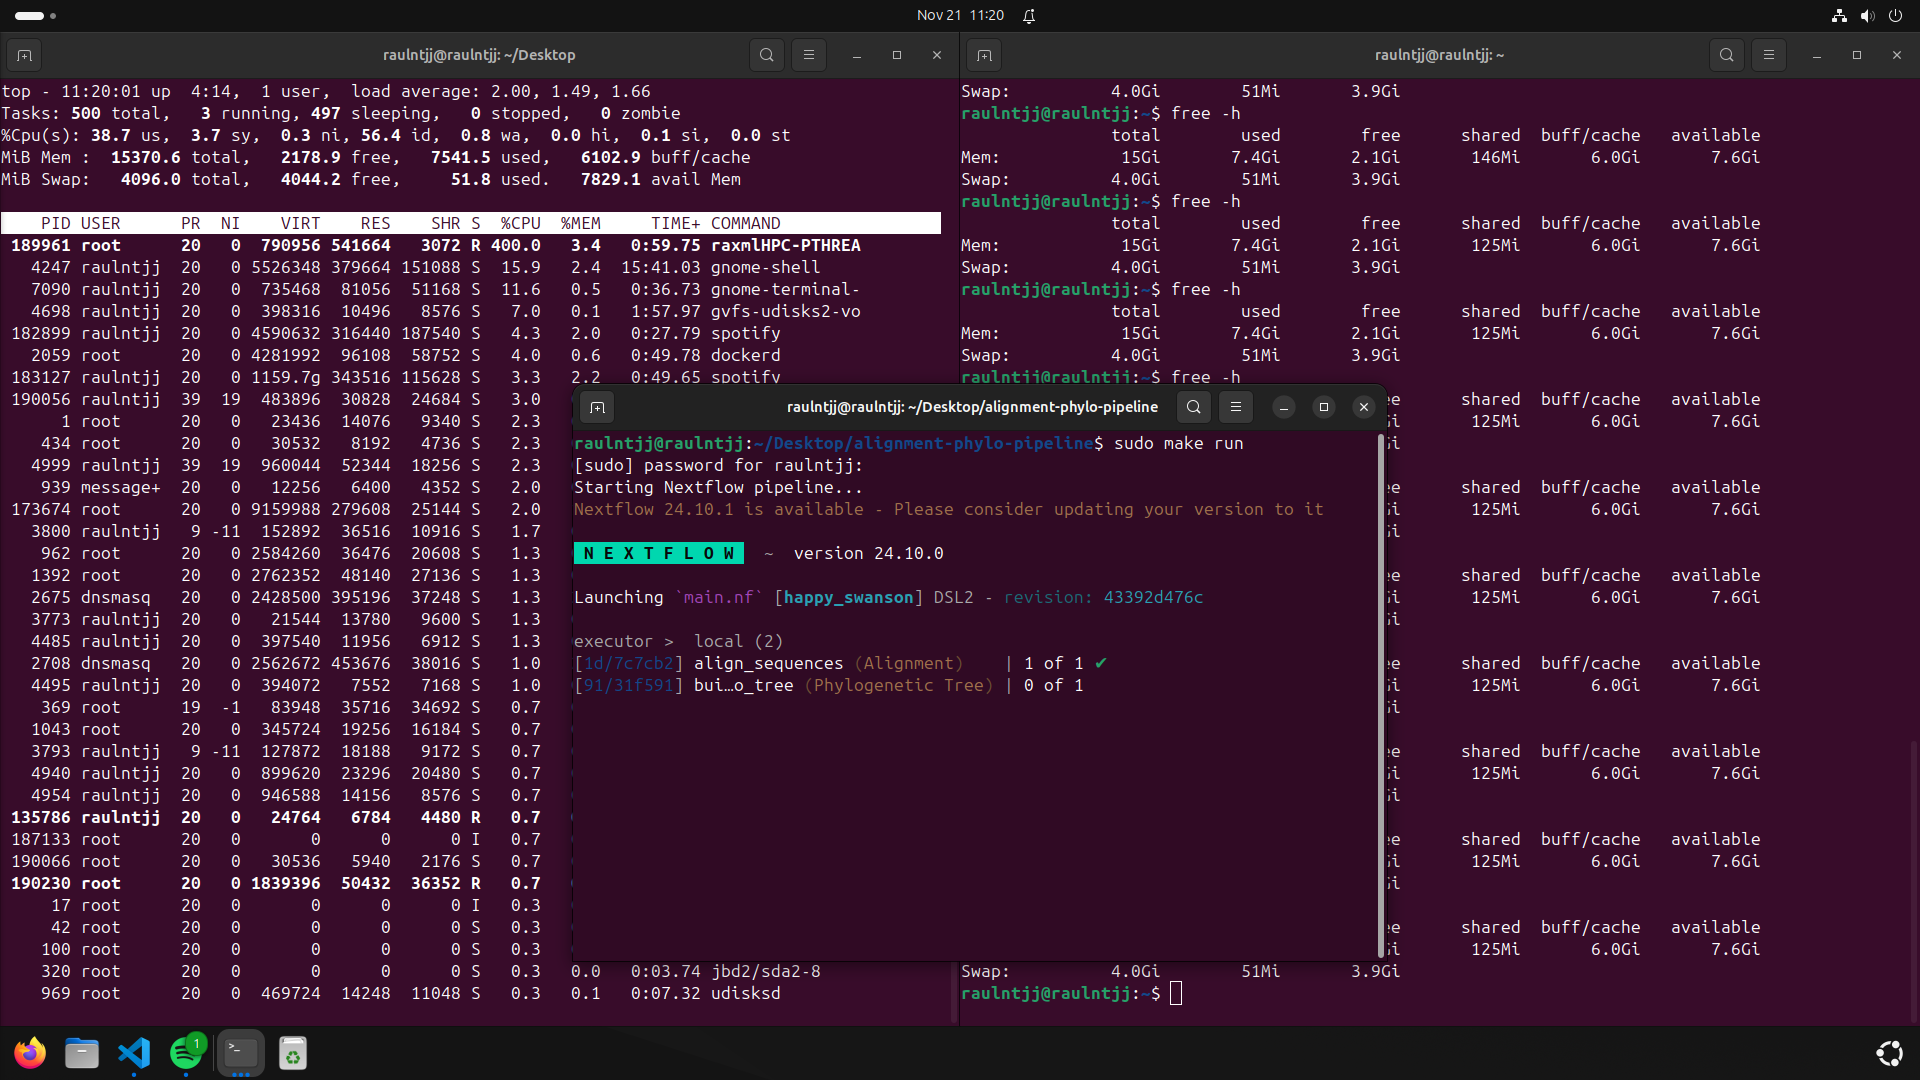 Nov 21  11:20
raulntjj@raulntjj: ~/Desktop
top - 11:20:01 up  4:14,  1 user,  load average: 2.00, 1.49, 1.66
Tasks: 500 total,   3 running, 497 sleeping,   0 stopped,   0 zombie
%Cpu(s): 38.7 us,  3.7 sy,  0.3 ni, 56.4 id,  0.8 wa,  0.0 hi,  0.1 si,  0.0 st
MiB Mem :  15370.6 total,   2178.9 free,   7541.5 used,   6102.9 buff/cache
MiB Swap:   4096.0 total,   4044.2 free,     51.8 used.   7829.1 avail Mem
PID USER      PR  NI    VIRT    RES    SHR S  %CPU  %MEM     TIME+ COMMAND
189961 root      20   0  790956 541664   3072 R 400.0   3.4   0:59.75 raxmlHPC-PTHREA
4247 raulntjj  20   0 5526348 379664 151088 S  15.9   2.4  15:41.03 gnome-shell
7090 raulntjj  20   0  735468  81056  51168 S  11.6   0.5   0:36.73 gnome-terminal-
4698 raulntjj  20   0  398316  10496   8576 S   7.0   0.1   1:57.97 gvfs-udisks2-vo
182899 raulntjj  20   0 4590632 316440 187540 S   4.3   2.0   0:27.79 spotify
2059 root      20   0 4281992  96108  58752 S   4.0   0.6   0:49.78 dockerd
183127 raulntjj  20   0 1159.7g 343516 115628 S   3.3   2.2   0:49.65 spotify
190056 raulntjj  39  19  483896  30828  24684 S   3.0
1 root      20   0   23436  14076   9340 S   2.3
434 root      20   0   30532   8192   4736 S   2.3
4999 raulntjj  39  19  960044  52344  18256 S   2.3
939 message+  20   0   12256   6400   4352 S   2.0
173674 root      20   0 9159988 279608  25144 S   2.0
3800 raulntjj   9 -11  152892  36516  10916 S   1.7
962 root      20   0 2584260  36476  20608 S   1.3
1392 root      20   0 2762352  48140  27136 S   1.3
2675 dnsmasq   20   0 2428500 395196  37248 S   1.3
3773 raulntjj  20   0   21544  13780   9600 S   1.3
4485 raulntjj  20   0  397540  11956   6912 S   1.3
2708 dnsmasq   20   0 2562672 453676  38016 S   1.0
4495 raulntjj  20   0  394072   7552   7168 S   1.0
369 root      19  -1   83948  35716  34692 S   0.7
1043 root      20   0  345724  19256  16184 S   0.7
3793 raulntjj   9 -11  127872  18188   9172 S   0.7
4940 raulntjj  20   0  899620  23296  20480 S   0.7
4954 raulntjj  20   0  946588  14156   8576 S   0.7
135786 raulntjj  20   0   24764   6784   4480 R   0.7
187133 root      20   0       0      0      0 I   0.7
190066 root      20   0   30536   5940   2176 S   0.7
190230 root      20   0 1839396  50432  36352 R   0.7
17 root      20   0       0      0      0 I   0.3
42 root      20   0       0      0      0 S   0.3
100 root      20   0       0      0      0 S   0.3
320 root      20   0       0      0      0 S   0.3   0.0   0:03.74 jbd2/sda2-8
969 root      20   0  469724  14248  11048 S   0.3   0.1   0:07.32 udisksd
raulntjj@raulntjj: ~
Swap:          4.0Gi        51Mi       3.9Gi
raulntjj@raulntjj:~$ free -h
total        used        free      shared  buff/cache   available
Mem:            15Gi       7.4Gi       2.1Gi       146Mi       6.0Gi       7.6Gi
Swap:          4.0Gi        51Mi       3.9Gi
raulntjj@raulntjj:~$ free -h
total        used        free      shared  buff/cache   available
Mem:            15Gi       7.4Gi       2.1Gi       125Mi       6.0Gi       7.6Gi
Swap:          4.0Gi        51Mi       3.9Gi
raulntjj@raulntjj:~$ free -h
total        used        free      shared  buff/cache   available
Mem:            15Gi       7.4Gi       2.1Gi       125Mi       6.0Gi       7.6Gi
Swap:          4.0Gi        51Mi       3.9Gi
raulntjj@raulntjj:~$ free -h
shared  buff/cache   available
125Mi       6.0Gi       7.6Gi
shared  buff/cache   available
125Mi       6.0Gi       7.6Gi
shared  buff/cache   available
125Mi       6.0Gi       7.6Gi
shared  buff/cache   available
125Mi       6.0Gi       7.6Gi
shared  buff/cache   available
125Mi       6.0Gi       7.6Gi
shared  buff/cache   available
125Mi       6.0Gi       7.6Gi
shared  buff/cache   available
125Mi       6.0Gi       7.6Gi
Swap:          4.0Gi        51Mi       3.9Gi
raulntjj@raulntjj:~$
raulntjj@raulntjj: ~/Desktop/alignment-phylo-pipeline
raulntjj@raulntjj:~/Desktop/alignment-phylo-pipeline$ sudo make run
[sudo] password for raulntjj:
Starting Nextflow pipeline...
Nextflow 24.10.1 is available - Please consider updating your version to it
N E X T F L O W  ~  version 24.10.0
Launching `main.nf` [happy_swanson] DSL2 - revision: 43392d476c
executor >  local (2)
[1d/7c7cb2] align_sequences (Alignment)    | 1 of 1 ✔
[91/31f591] bui…o_tree (Phylogenetic Tree) | 0 of 1
1